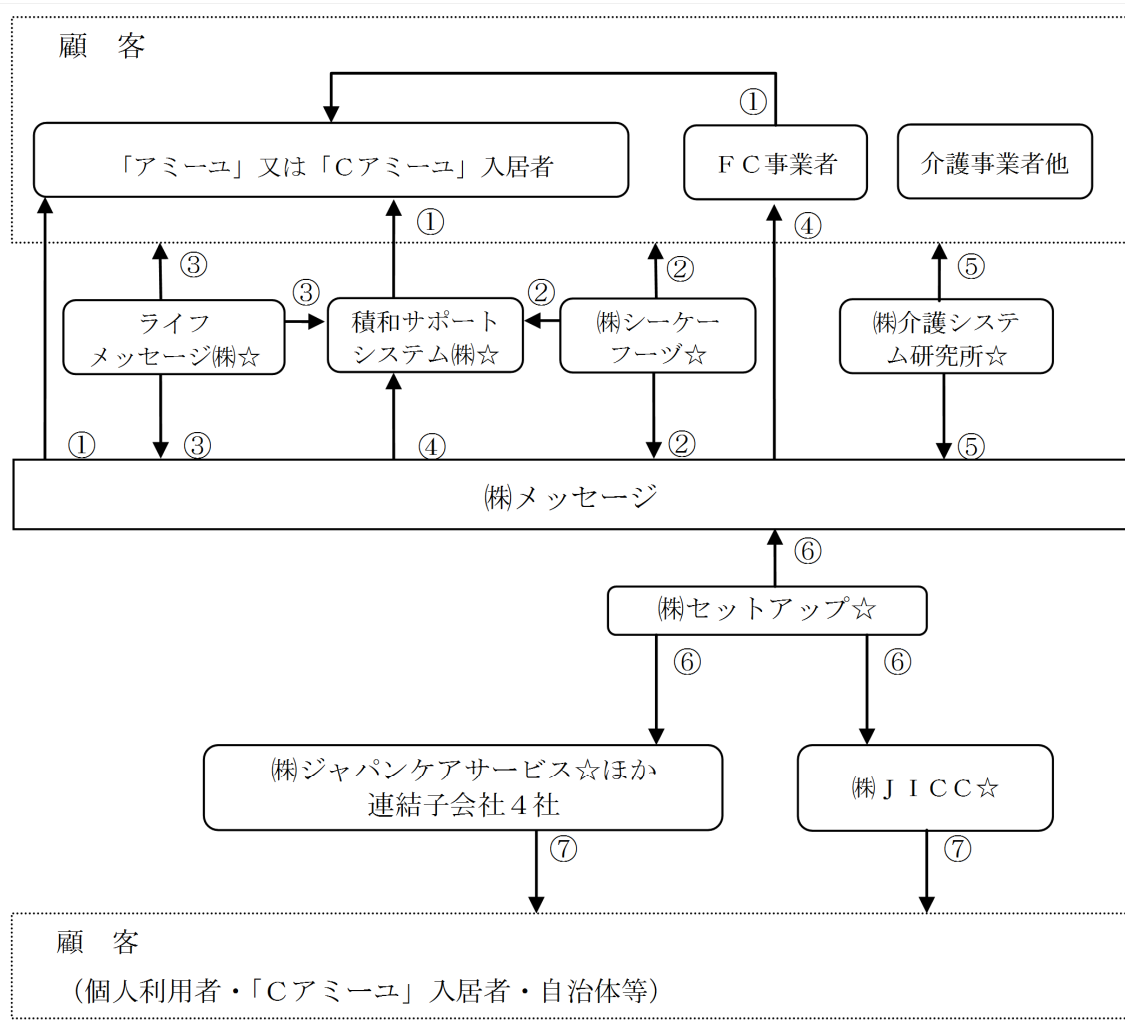 顧　客
①
「アミーユ」又は「Ｃアミーユ」入居者
ＦＣ事業者
介護事業者他
①
④
③
②
⑤
③
②
ライフ
メッセージ㈱☆
積和サポート
システム㈱☆
㈱シーケー
フーヅ☆
㈱介護システ
ム研究所☆
①
③
④
②
⑤
㈱メッセージ
⑥
㈱セットアップ☆
⑥
⑥
㈱ジャパンケアサービス☆ほか
連結子会社４社
㈱ＪＩＣＣ☆
⑦
⑦
顧　客
（個人利用者・「Ｃアミーユ」入居者・自治体等）